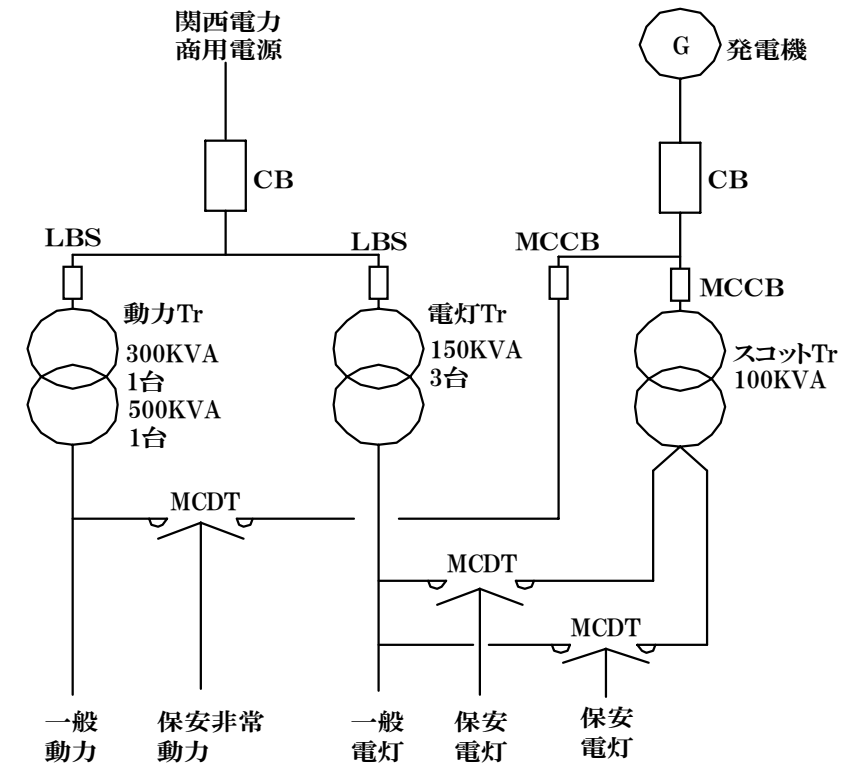 関西電力
商用電源
G
発電機
CB
CB
LBS
LBS
MCCB
MCCB
動力Tr
300KVA
1台
500KVA
1台
電灯Tr
150KVA
3台
スコットTr
100KVA
MCDT
MCDT
MCDT
一般
動力
保安非常
動力
一般
電灯
保安
電灯
保安
電灯